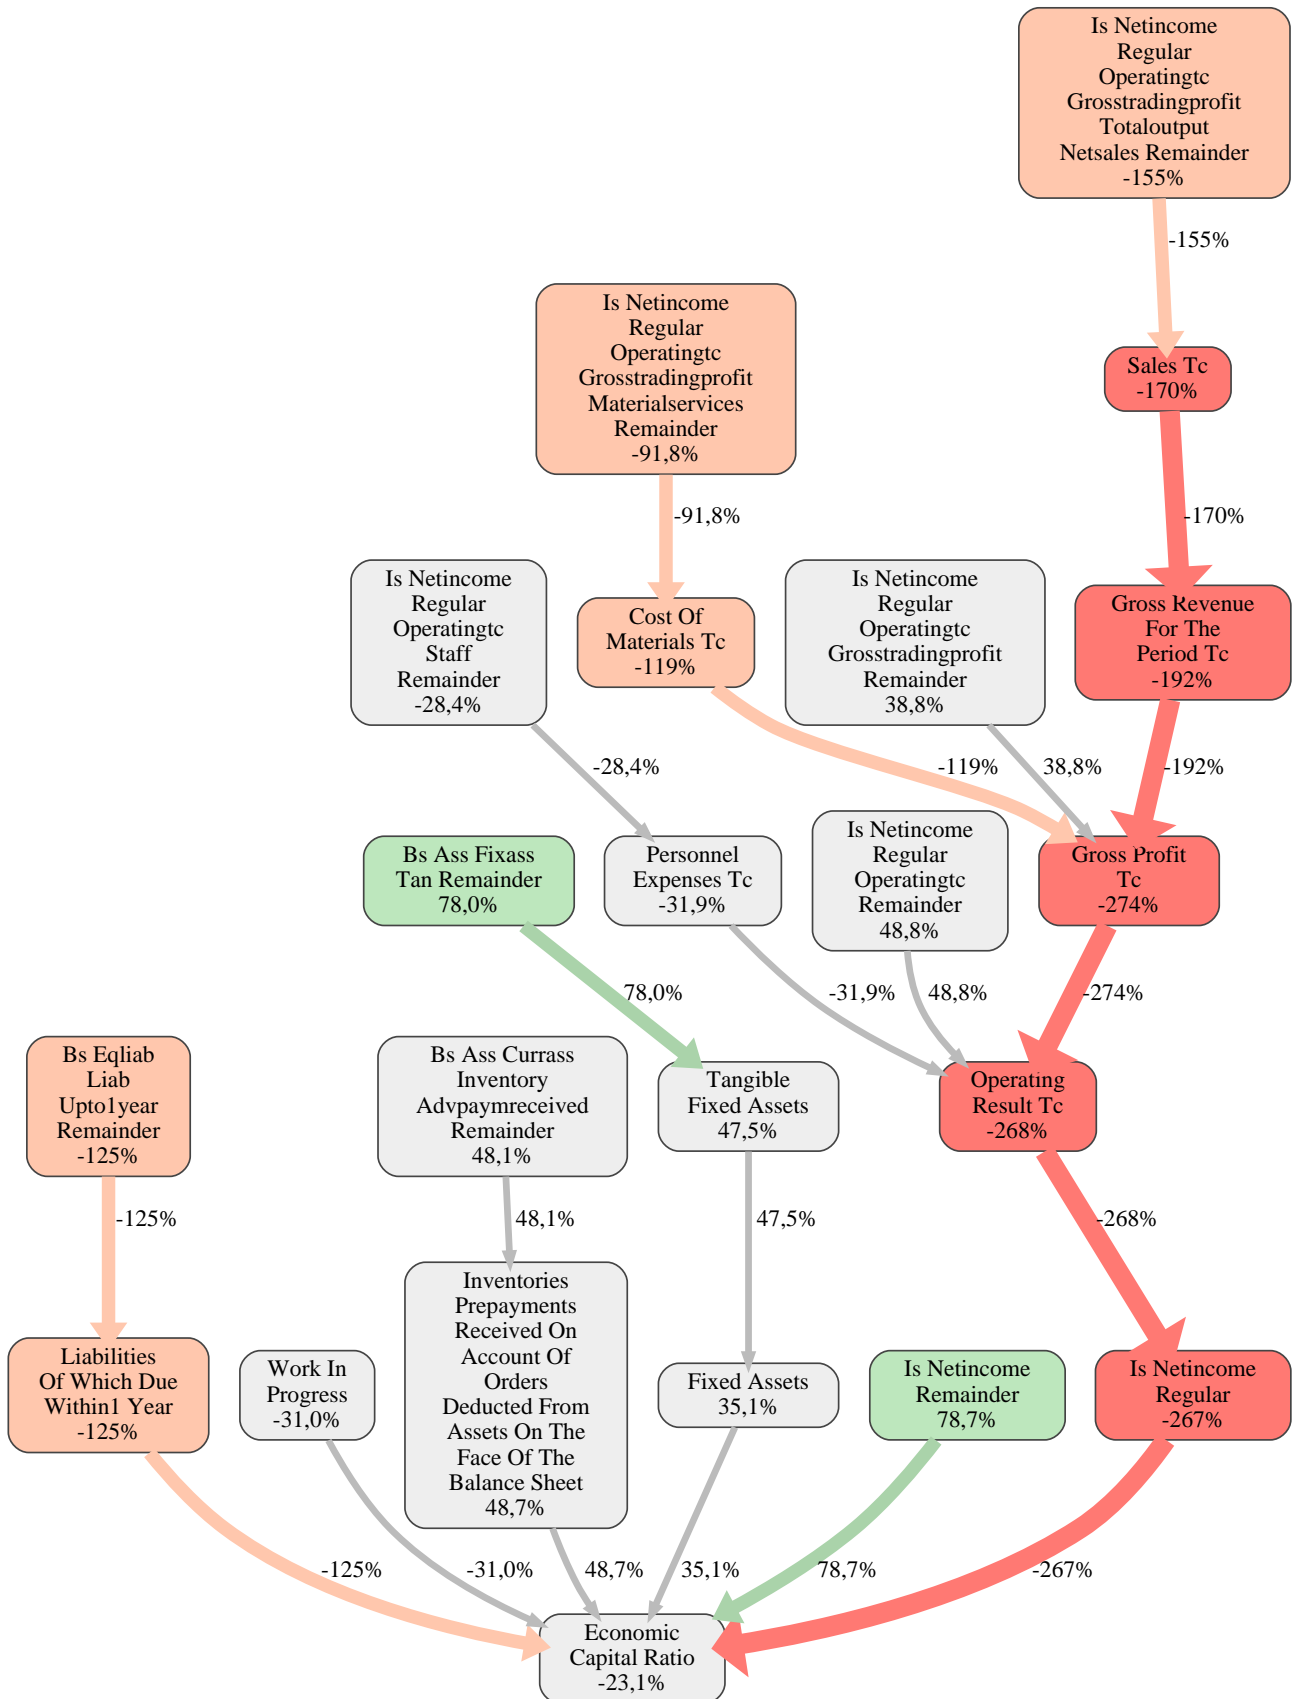 Is Netincome
Regular
Operatingtc
Grosstradingprofit
Totaloutput
Netsales Remainder
-155%
-155%
Is Netincome
Regular
Operatingtc
Grosstradingprofit
Materialservices
Remainder
-91,8%
Sales Tc
-170%
-91,8%
-170%
Is Netincome
Regular
Operatingtc
Staff
Remainder
-28,4%
Cost Of
Materials Tc
-119%
Is Netincome
Regular
Operatingtc
Grosstradingprofit
Remainder
38,8%
Gross Revenue
For The
Period Tc
-192%
-28,4%
-119%
38,8%
-192%
Bs Ass Fixass
Tan Remainder
78,0%
Personnel
Expenses Tc
-31,9%
Is Netincome
Regular
Operatingtc
Remainder
48,8%
Gross Profit
Tc
-274%
78,0%
-31,9%
48,8%
-274%
Bs Eqliab
Liab
Upto1year
Remainder
-125%
Bs Ass Currass
Inventory
Advpaymreceived
Remainder
48,1%
Tangible
Fixed Assets
47,5%
Operating
Result Tc
-268%
-125%
48,1%
47,5%
-268%
Liabilities
Of Which Due
Within1 Year
-125%
Work In
Progress
-31,0%
Inventories
Prepayments
Received On
Account Of
Orders
Deducted From
Assets On The
Face Of The
Balance Sheet
48,7%
Fixed Assets
35,1%
Is Netincome
Remainder
78,7%
Is Netincome
Regular
-267%
-125%
-31,0%
48,7%
35,1%
78,7%
-267%
Economic
Capital Ratio
-23,1%